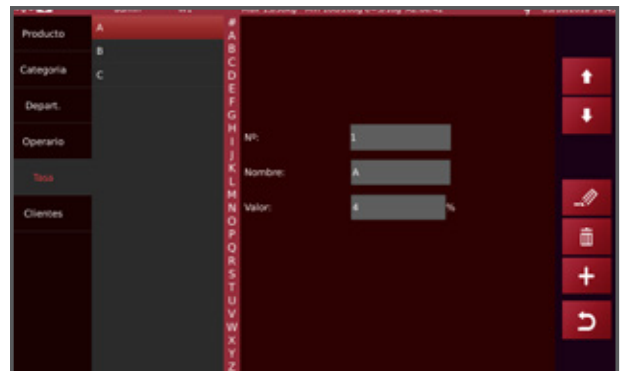 Producto
Categoria
Depart.
Operario
Tasa
Clientes
A
B
C
#
A
B
C
D
E
F
G
H
I
J
K
L
M
N
O
P
Q
R
S
T
U
V
W
X
Y
Z
Nº: 1
Nombre: A
Valor: 4 %